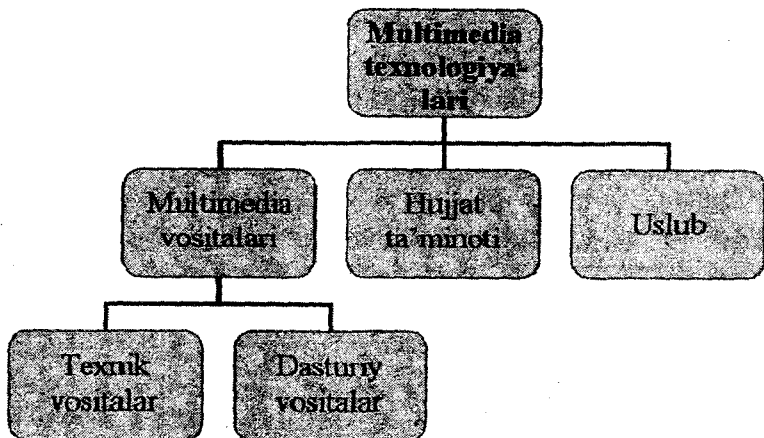 Multimedia
texnologiya-
lari
Multimedia
vositalari
Hujjat
ta'minoti
Uslub
Texnik
vositalar
Dasturiy
vositalar